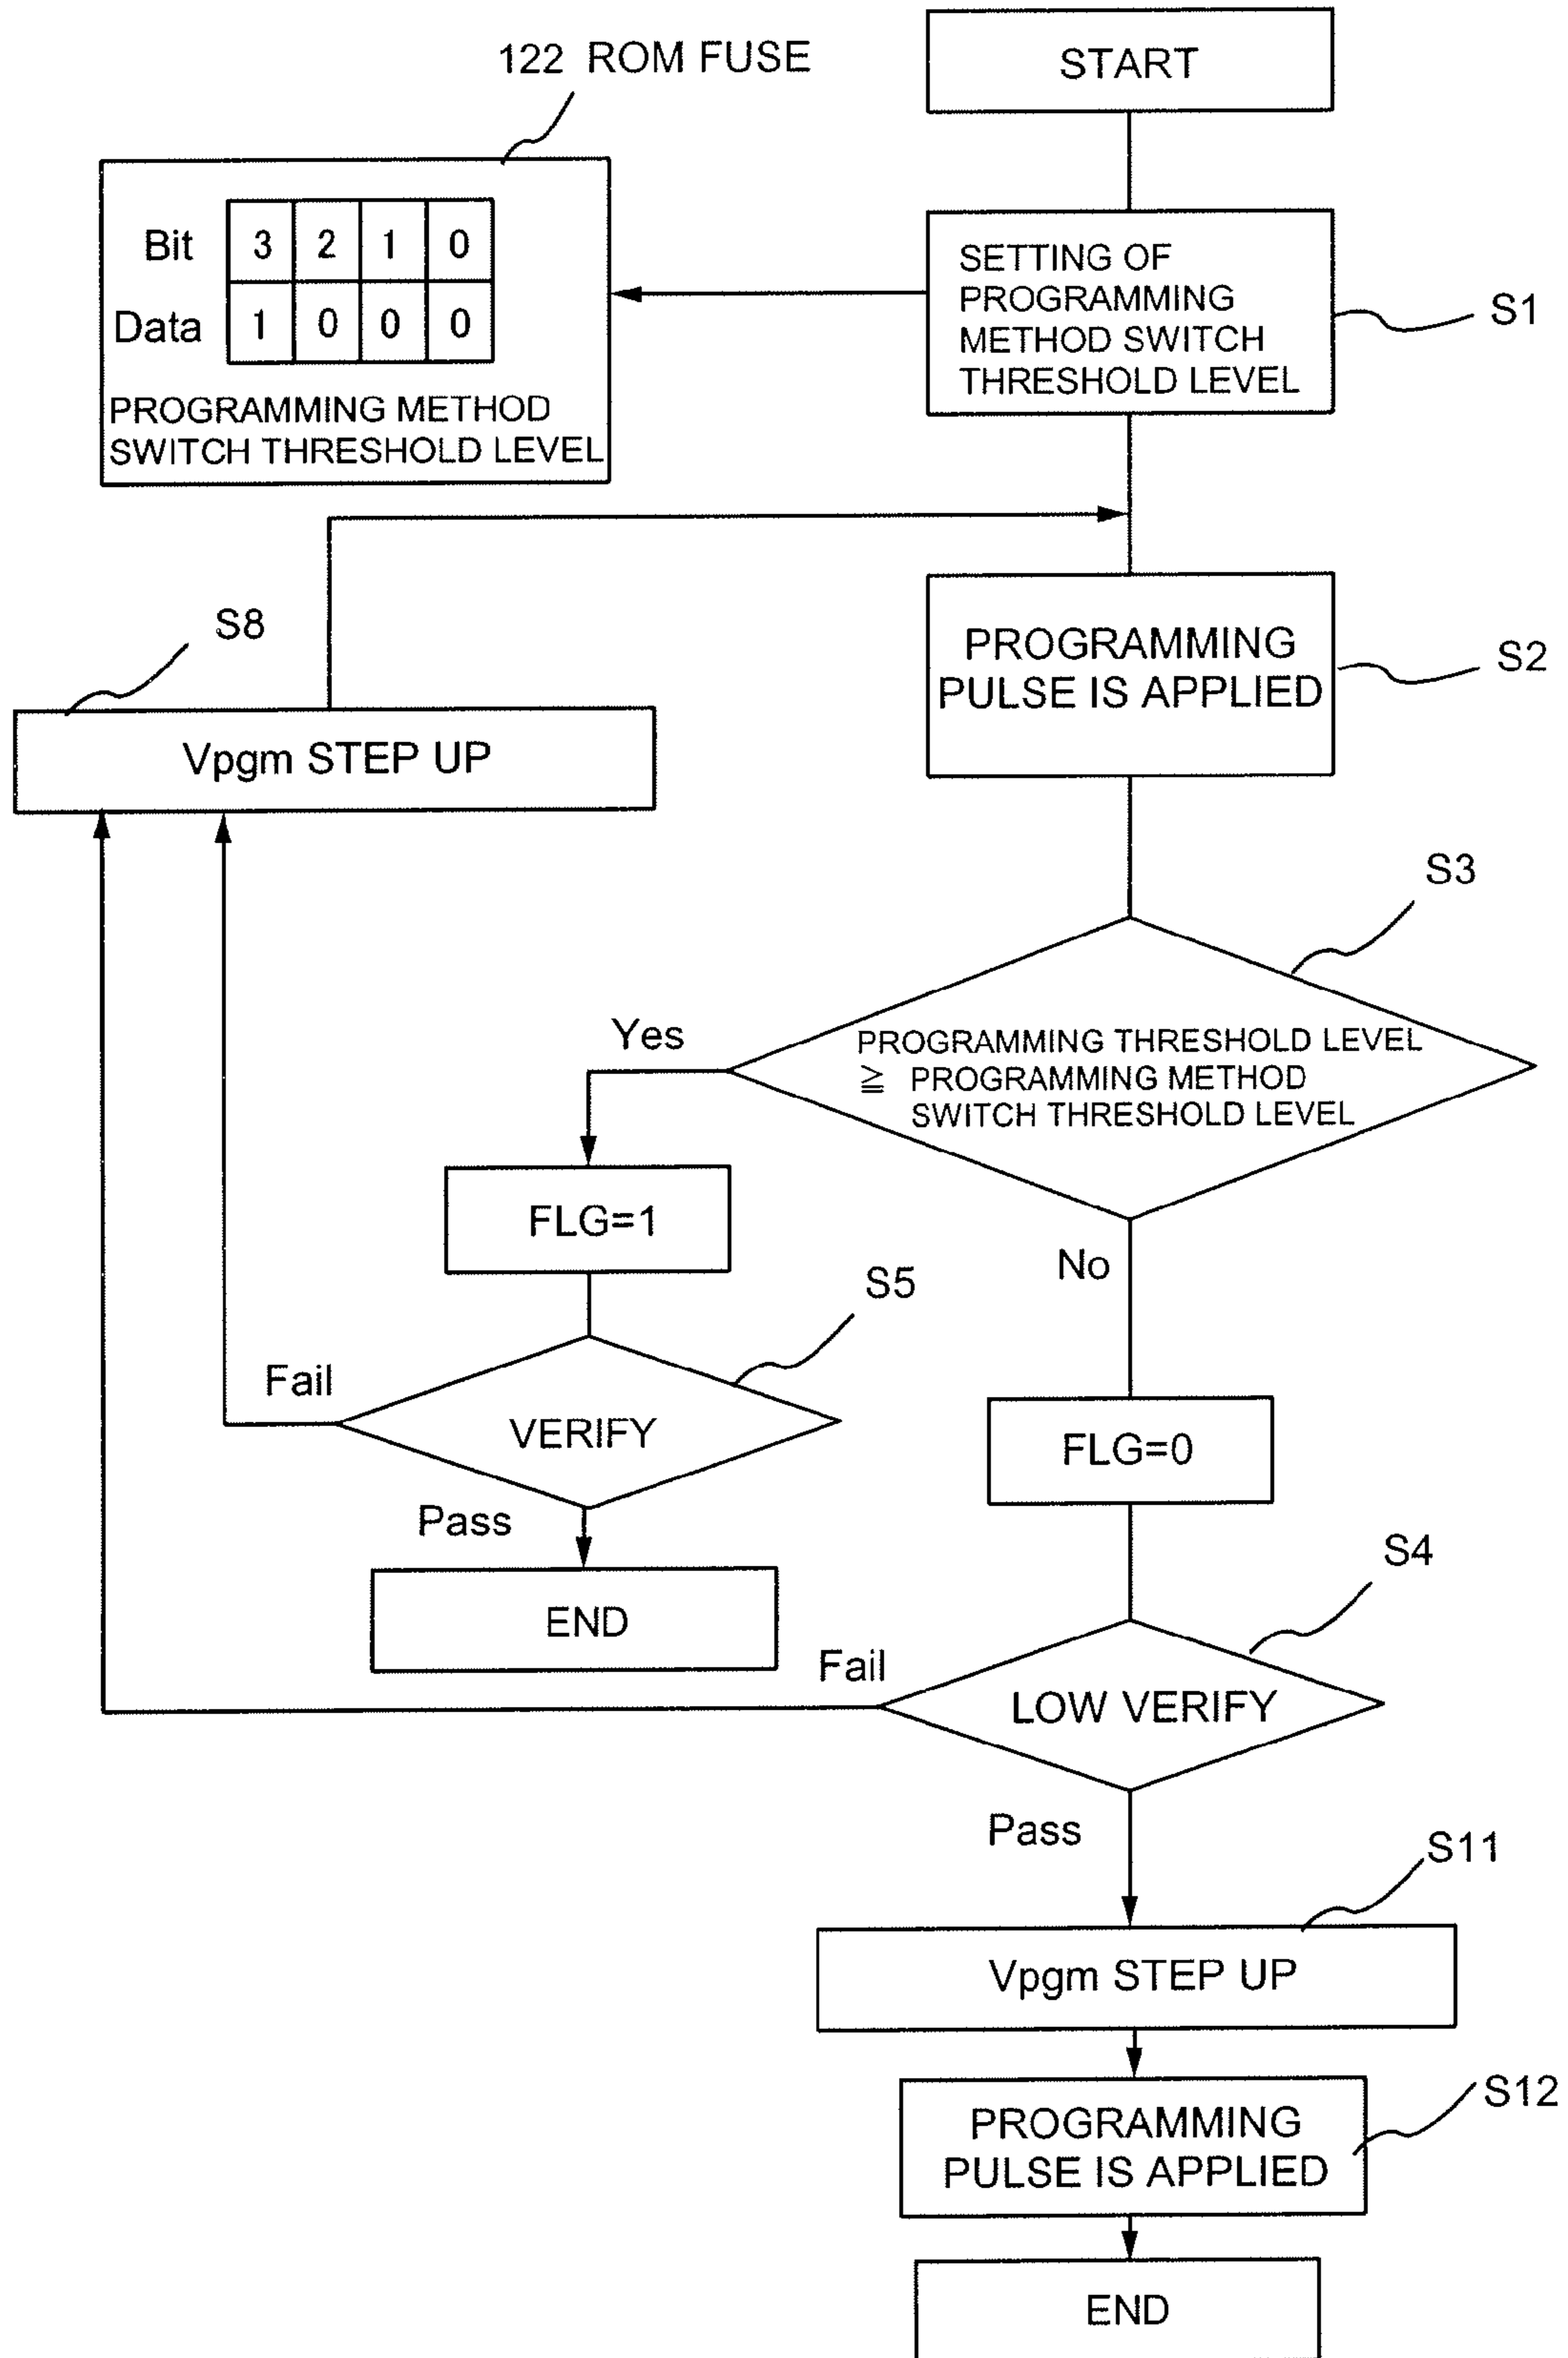 START
122 ROM FUSE
Bit 3 2 1 0
Data 1 0 0 0
PROGRAMMING METHOD
SWITCH THRESHOLD LEVEL
SETTING OF
PROGRAMMING
METHOD SWITCH
THRESHOLD LEVEL
S1
PROGRAMMING
PULSE IS APPLIED
S2
S8
Vpgm STEP UP
S3
PROGRAMMING THRESHOLD LEVEL
≧ PROGRAMMING METHOD
SWITCH THRESHOLD LEVEL
Yes
No
FLG=1
S5
VERIFY
Fail
Pass
END
FLG=0
S4
LOW VERIFY
Fail
Pass
S11
Vpgm STEP UP
S12
PROGRAMMING
PULSE IS APPLIED
END